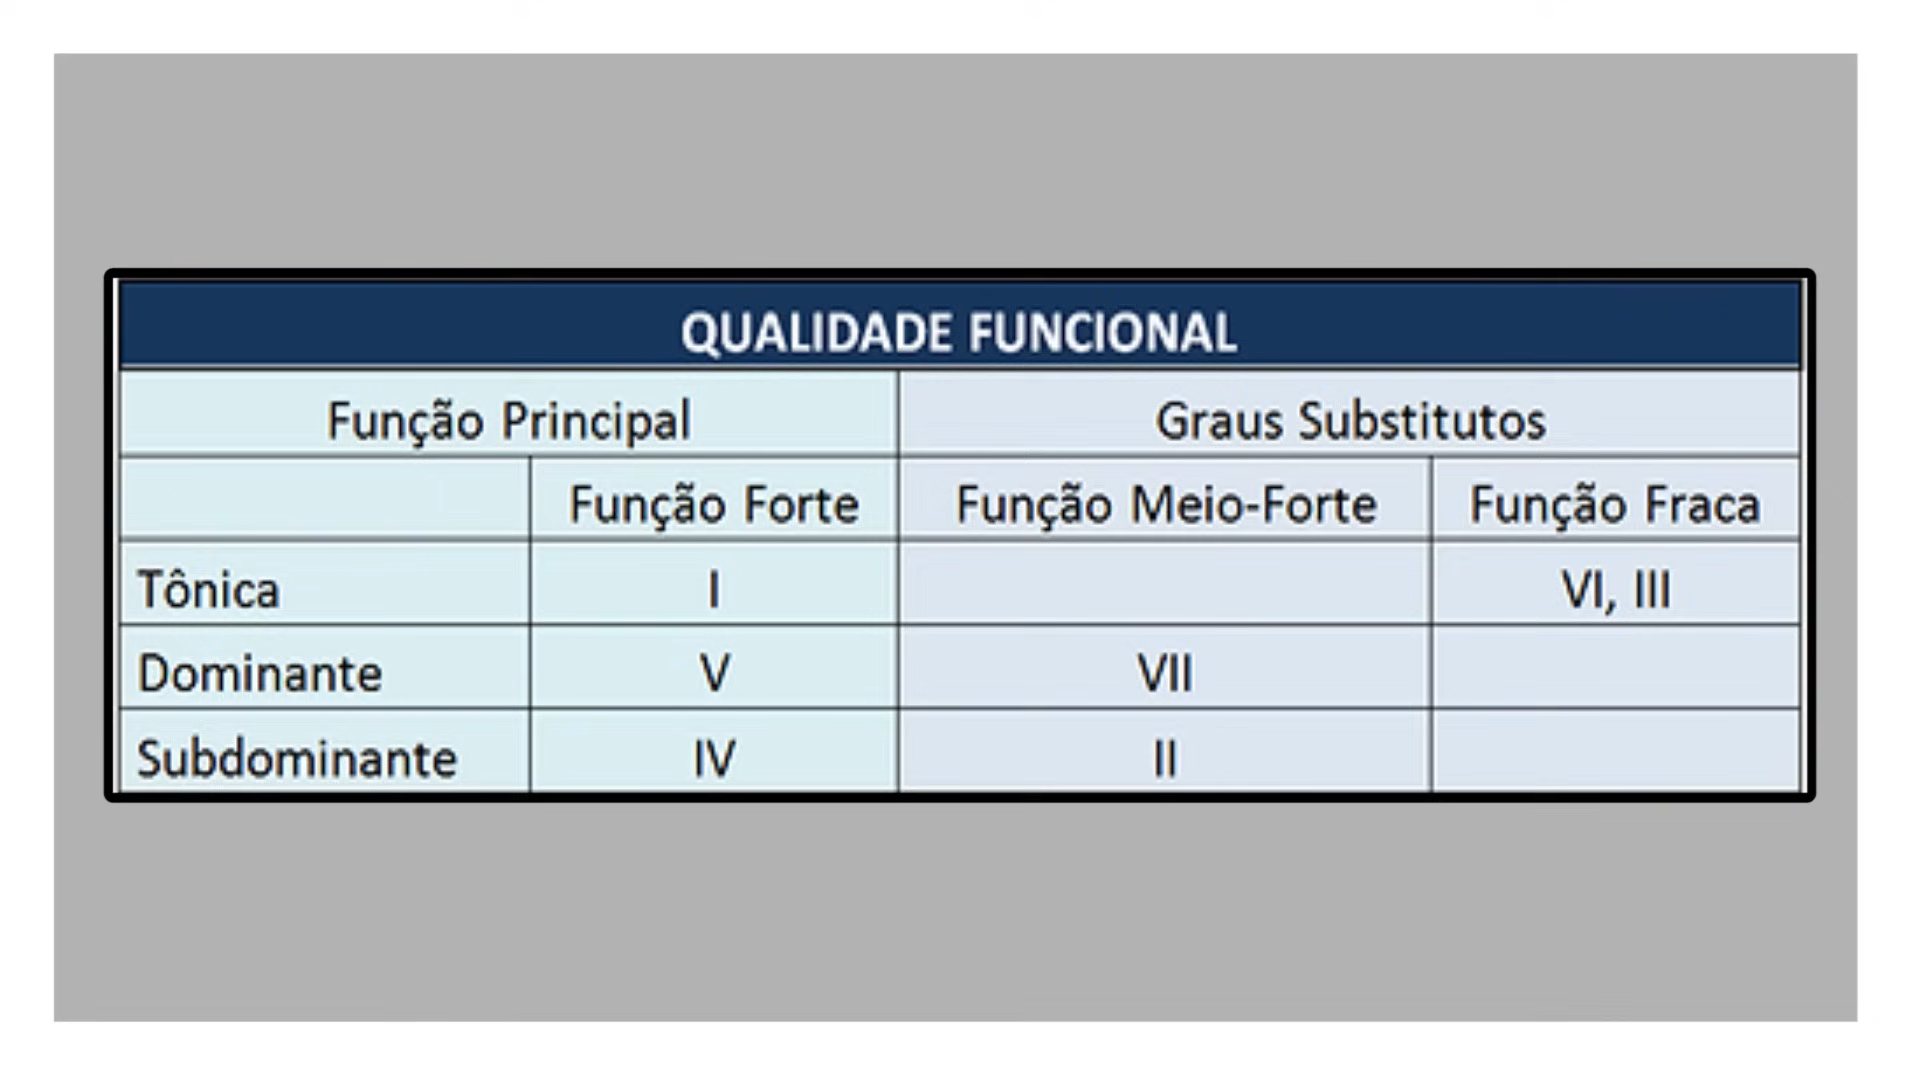 QUALIDADE FUNCIONAL
Função Principal Graus Substitutos
Função Forte Função Meio-Forte Função Fraca
Tônica I VI, III
Dominante V VII
Subdominante IV II